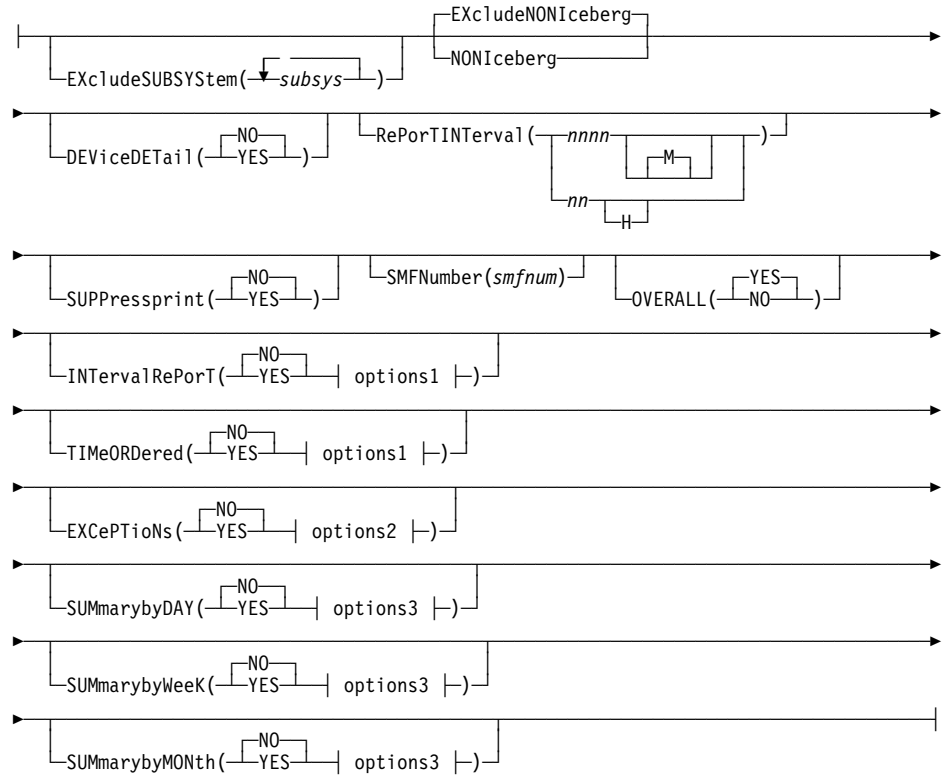 EXcludeNONIceberg
EXcludeSUBSYStem( subsys )
NONIceberg
NO
DEViceDETail( YES )
RePorTINTerval( nnnn )
M
nn
H
NO
SUPPressprint( YES )
SMFNumber(smfnum)
YES
OVERALL( NO )
NO
INTervalRePorT( YES options1 )
NO
TIMeORDered( YES options1 )
NO
EXCePTioNs( YES options2 )
NO
SUMmarybyDAY( YES options3 )
NO
SUMmarybyWeeK( YES options3 )
NO
SUMmarybyMONth( YES options3 )